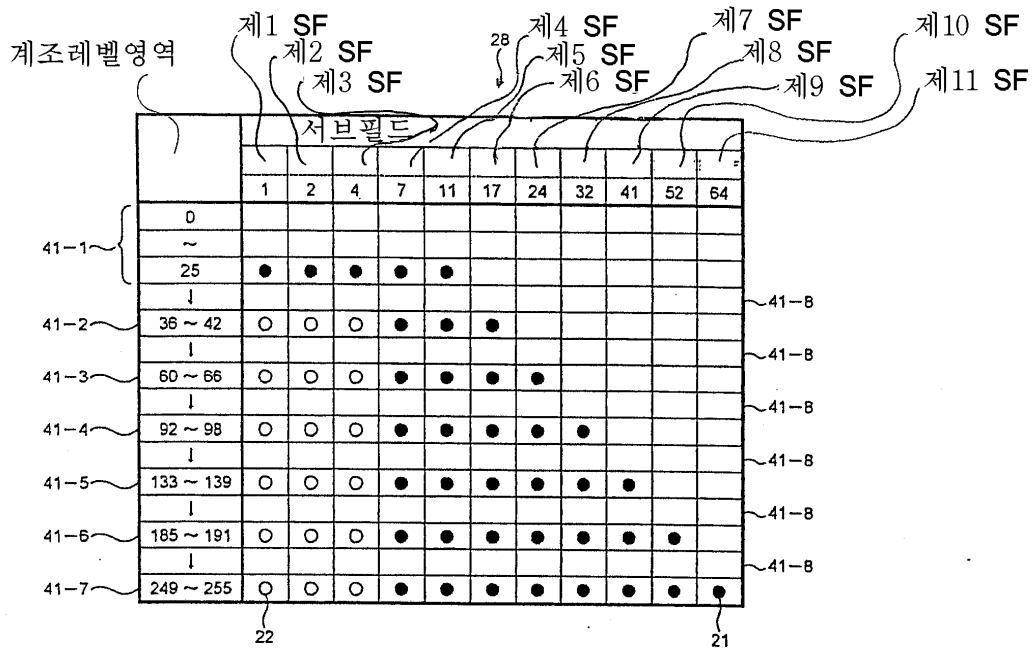 제1 SF
제4 SF
제7 SF
제10 SF
계조레벨영역
제2 SF
28
제5 SF
제8 SF
제11 SF
제3 SF
제6 SF
제9 SF
서브필드
1 2 4 7 11 17 24 32 41 52 64
0
41-1 ~
25 ● ● ● ● ●
↓ 41-8
41-2 36 ~ 42 ○ ○ ○ ● ● ●
↓ 41-8
41-3 60 ~ 66 ○ ○ ○ ● ● ● ●
↓ 41-8
41-4 92 ~ 98 ○ ○ ○ ● ● ● ● ●
↓ 41-8
41-5 133 ~ 139 ○ ○ ○ ● ● ● ● ● ●
↓ 41-8
41-6 185 ~ 191 ○ ○ ○ ● ● ● ● ● ● ●
↓ 41-8
41-7 249 ~ 255 ○ ○ ○ ● ● ● ● ● ● ● ●
22 21